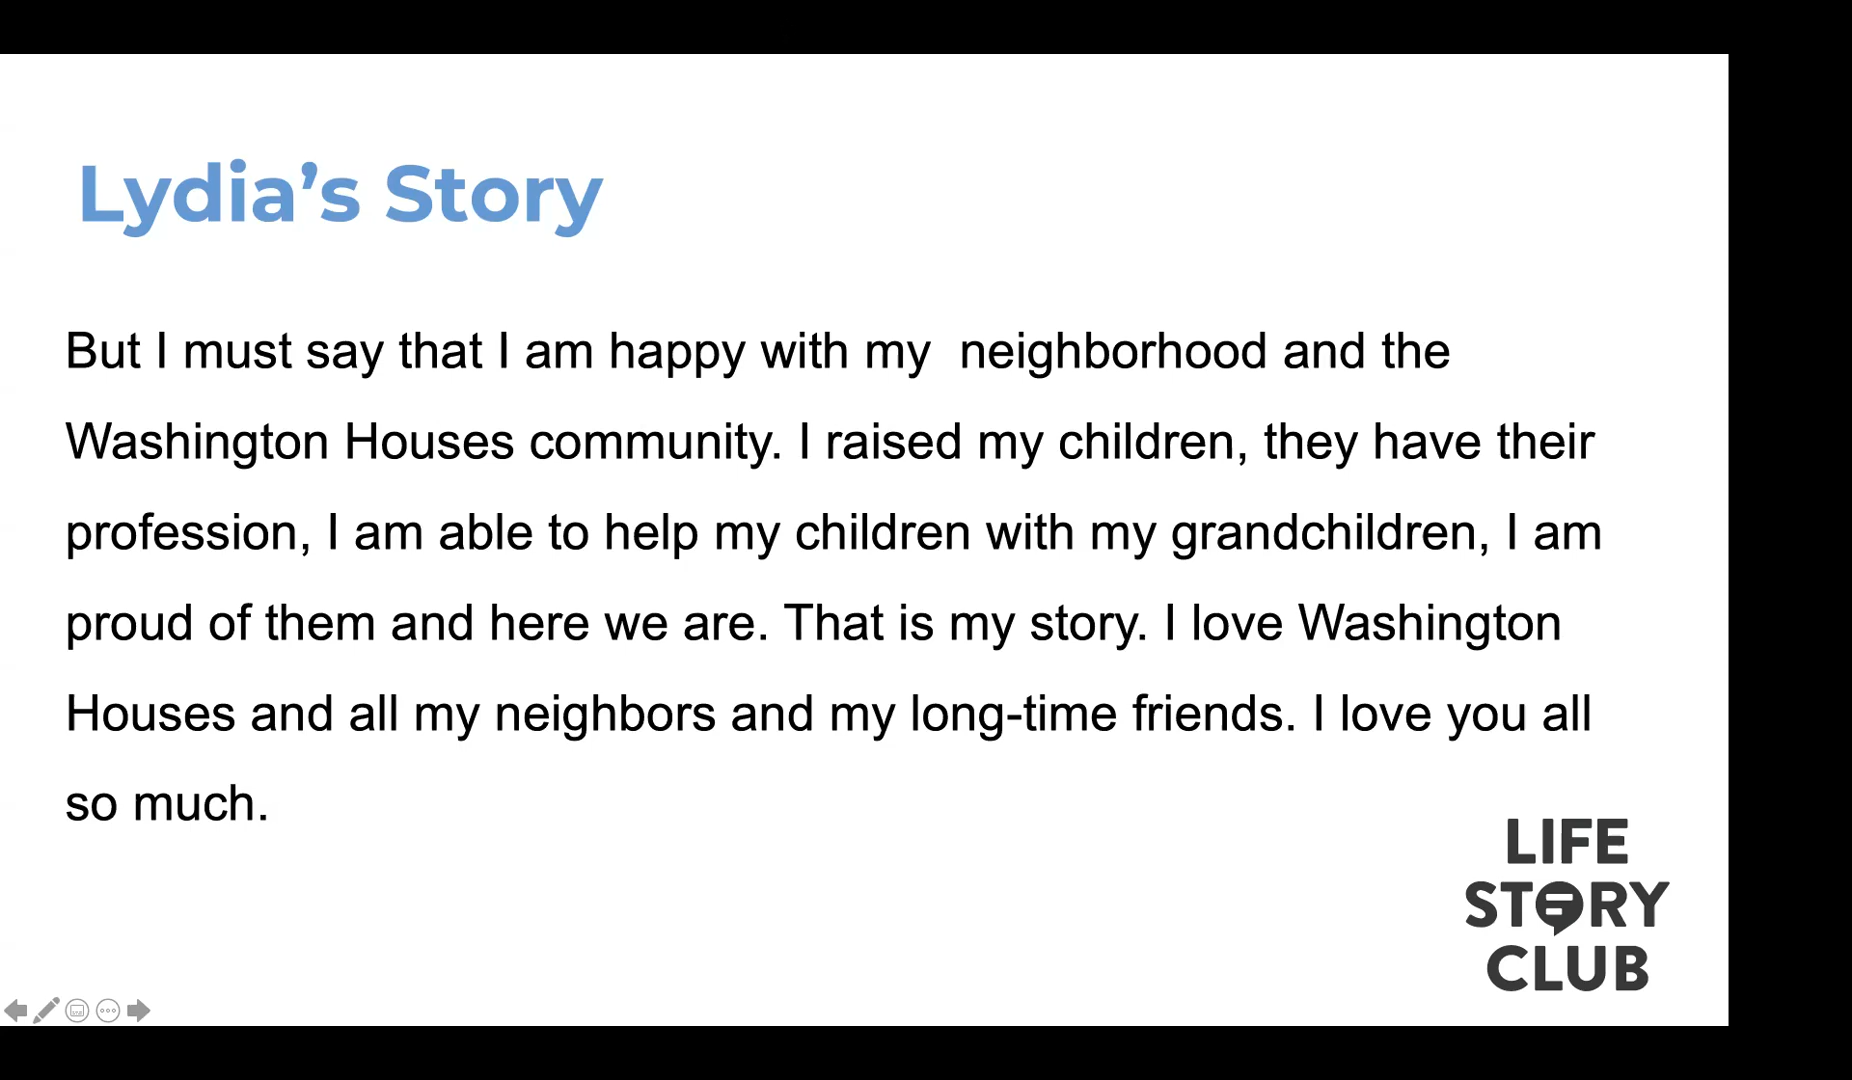 Lydia’s Story
But I must say that I am happy with my  neighborhood and the
Washington Houses community. I raised my children, they have their
profession, I am able to help my children with my grandchildren, I am
proud of them and here we are. That is my story. I love Washington
Houses and all my neighbors and my long-time friends. I love you all
so much.
LIFE
STORY
CLUB